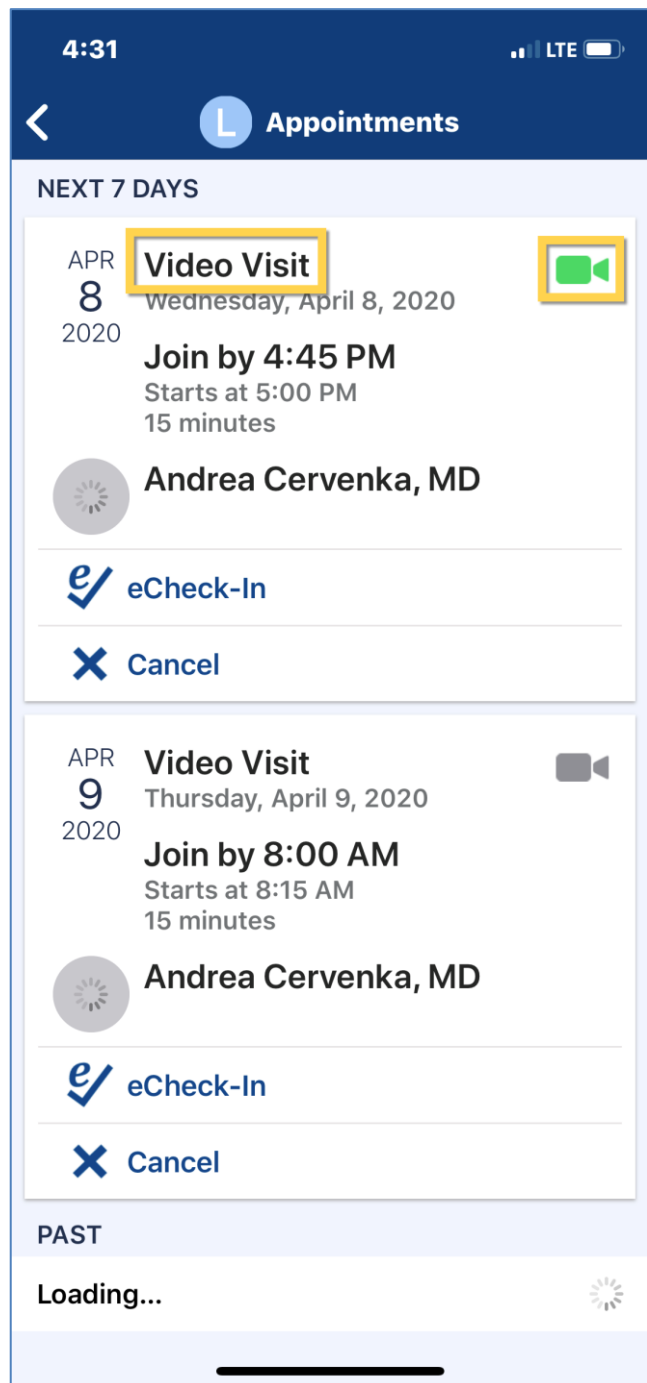 4:31 LTE
L Appointments
NEXT 7 DAYS
APR
8
2020
Video Visit
Wednesday, April 8, 2020
Join by 4:45 PM
Starts at 5:00 PM
15 minutes
Andrea Cervenka, MD
eCheck-In
Cancel
APR
9
2020
Video Visit
Thursday, April 9, 2020
Join by 8:00 AM
Starts at 8:15 AM
15 minutes
Andrea Cervenka, MD
eCheck-In
Cancel
PAST
Loading...